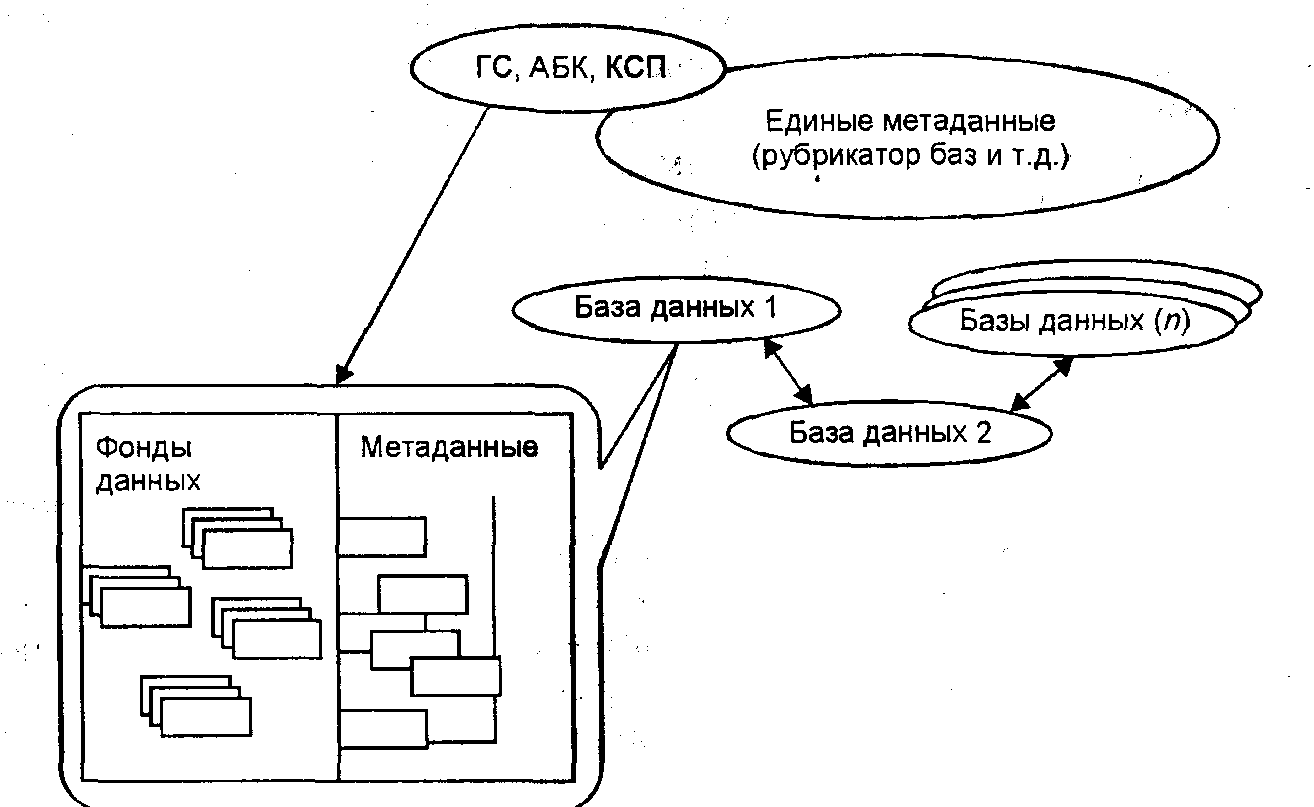 ГС, АБК, КСП
Единые метаданные
(рубрикатор баз и т.д.)
База данных 1
Базы данных (n)
База данных 2
Фонды
данных
Метаданные